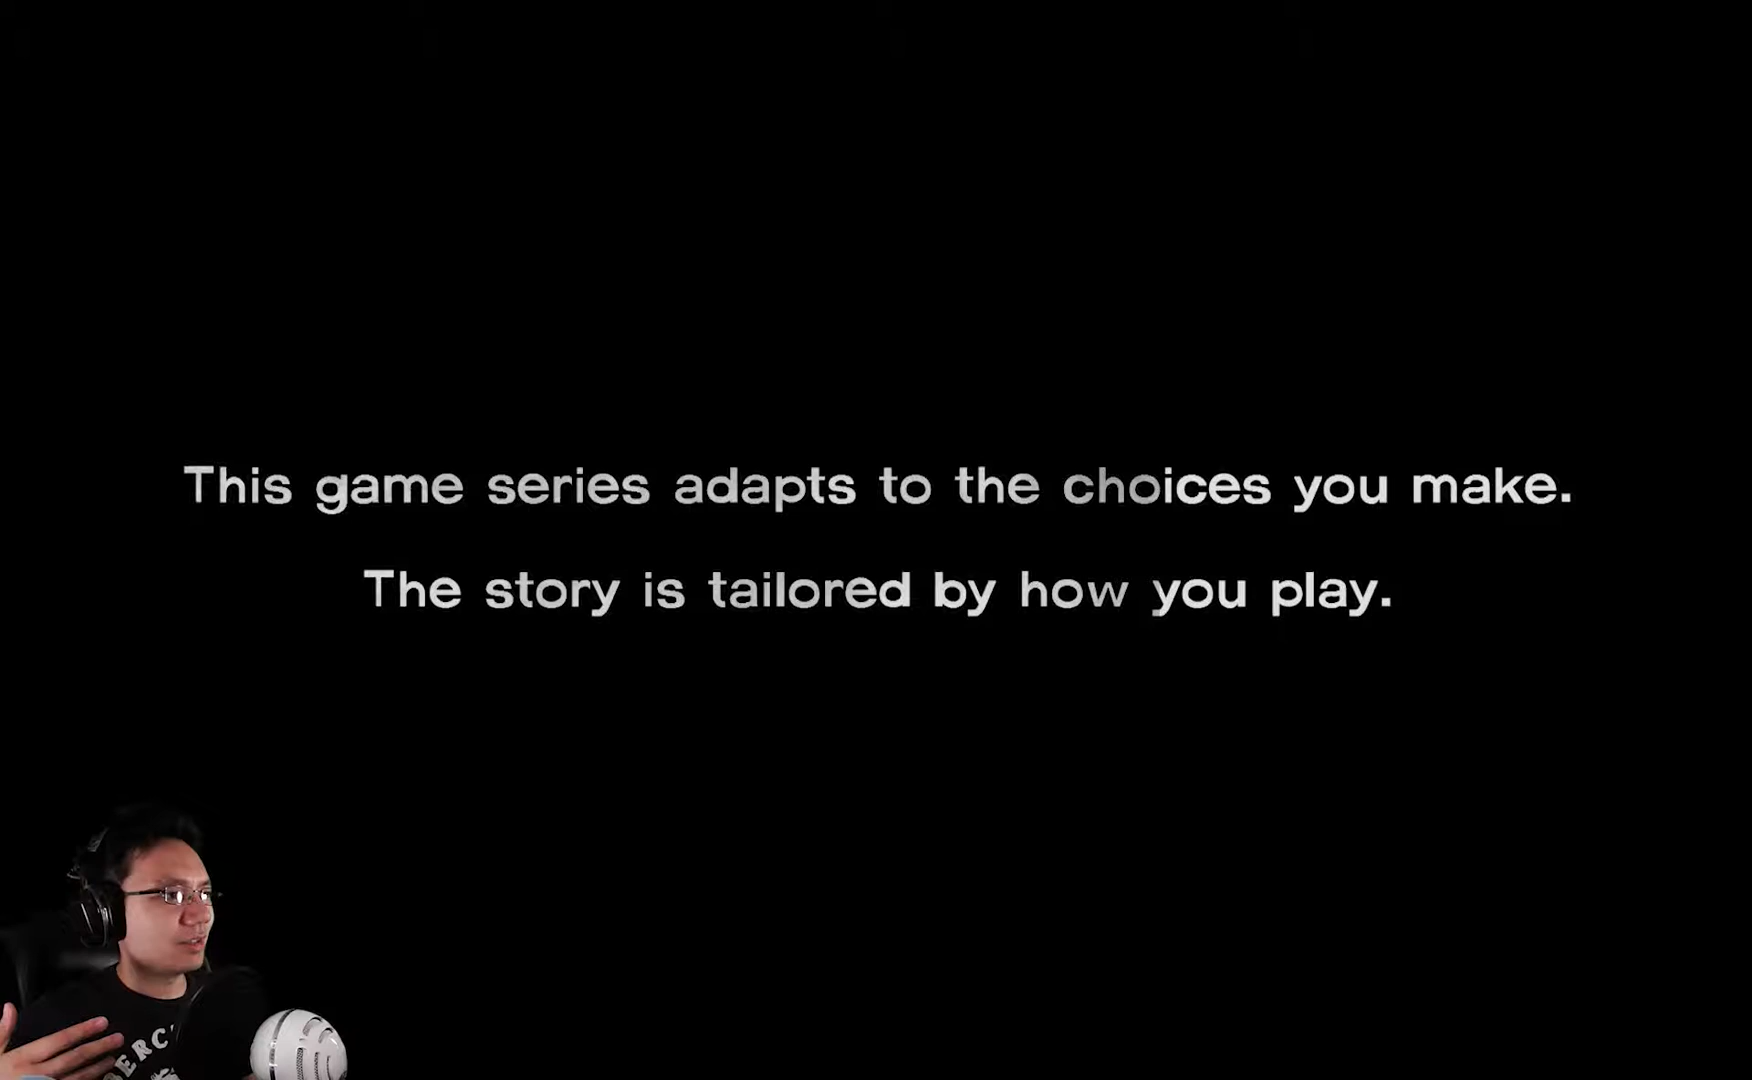 This game series adapts to the choices you make.
The story is tailored by how you play.